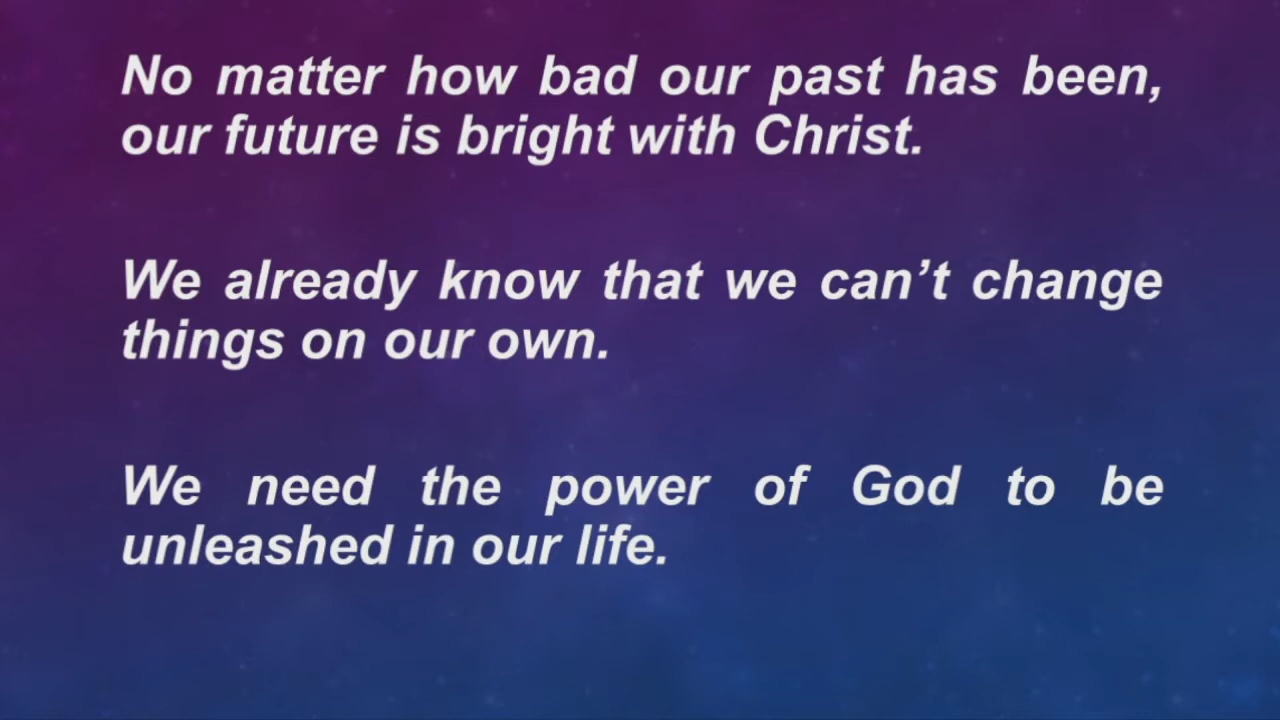 No matter how bad our past has been,
our future is bright with Christ.
We already know that we can’t change
things on our own.
We need the power of God to be
unleashed in our life.